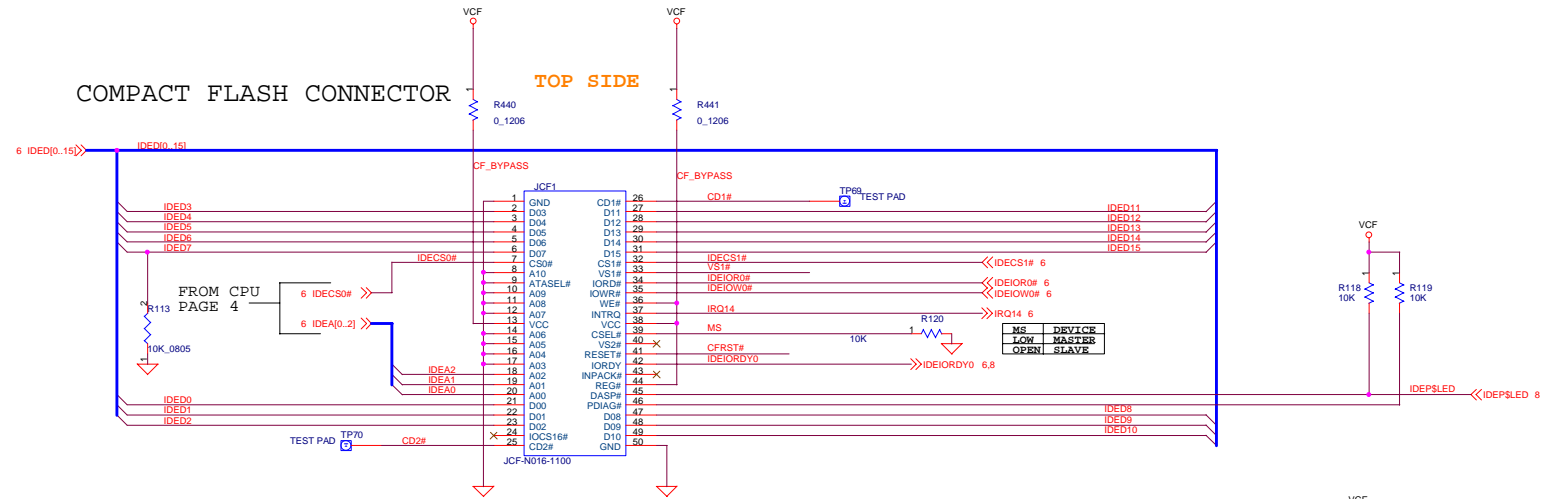 VCF
VCF
COMPACT FLASH CONNECTOR
TOP SIDE
1
R440
0_1206
1
R441
0_1206
6 IDED[0..15]
IDED[0..15]
CF_BYPASS
CF_BYPASS
JCF1
1 GND CD1# 26 CD1# TP69 TEST PAD
IDED3 2 D03 D11 27 IDED11
IDED4 3 D04 D12 28 IDED12
IDED5 4 D05 D13 29 IDED13
IDED6 5 D06 D14 30 IDED14
IDED7 6 D07 D15 31 IDED15
IDECS0# 7 CS0# CS1# 32 IDECS1# IDECS1# 6
8 A10 VS1# 33 VS1#
9 ATASEL# IORD# 34 IDEIOR0# IDEIOR0# 6
10 A09 IOWR# 35 IDEIOW0# IDEIOW0# 6
11 A08 WE# 36
12 A07 INTRQ 37 IRQ14 IRQ14 6
13 VCC VCC 38
14 A06 CSEL# 39 MS
15 A05 VS2# 40
16 A04 RESET# 41 CFRST#
17 A03 IORDY 42 IDEIORDY0 IDEIORDY0 6,8
IDEA2 18 A02 INPACK# 43
IDEA1 19 A01 REG# 44
IDEA0 20 A00 DASP# 45
IDED0 21 D00 PDIAG# 46
IDED1 22 D01 D08 47 IDED8
IDED2 23 D02 D09 48 IDED9
24 IOCS16# D10 49 IDED10
TEST PAD TP70 CD2# 25 CD2# GND 50
JCF-N016-1100
FROM CPU
PAGE 4
6 IDECS0#
6 IDEA[0..2]
2
R113
1
10K_0805
1
R120
10K
MS DEVICE
LOW MASTER
OPEN SLAVE
VCF
1
1
R118
10K
R119
10K
IDEP$LED
IDEP$LED 8
VCF